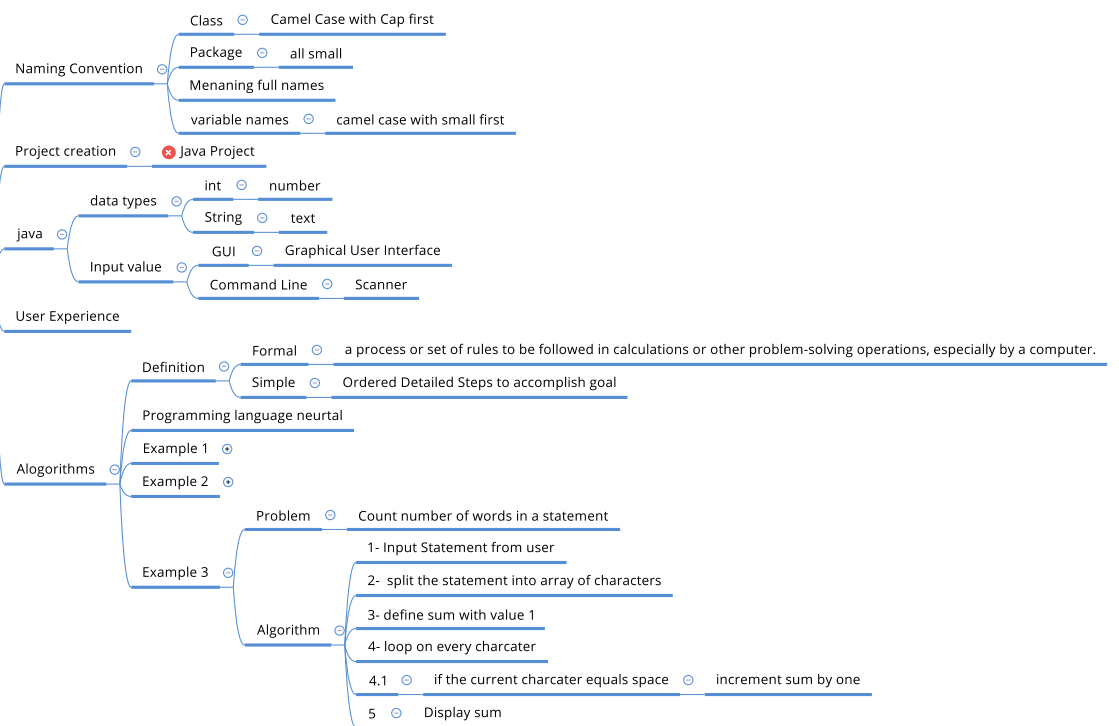 Class
Camel Case with Cap first
Package
all small
Naming Convention
Menaning full names
variable names
camel case with small first
Project creation
Java Project
int
number
data types
String
text
java
GUI
Graphical User Interface
Input value
Command Line
Scanner
User Experience
Formal
a process or set of rules to be followed in calculations or other problem-solving operations, especially by a computer.
Definition
Simple
Ordered Detailed Steps to accomplish goal
Programming language neurtal
Example 1
Alogorithms
Example 2
Problem
Count number of words in a statement
1- Input Statement from user
Example 3
2-  split the statement into array of characters
3- define sum with value 1
Algorithm
4- loop on every charcater
4.1
if the current charcater equals space
increment sum by one
5
Display sum